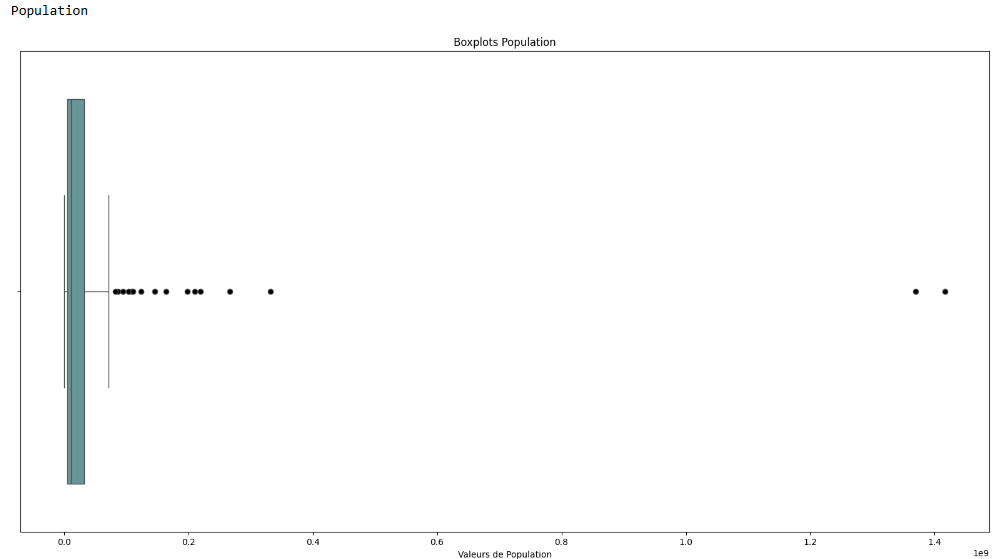 Population
Boxplots Population
0.0 0.2 0.4 0.6 0.8 1.0 1.2 1.4
1e9
Valeurs de Population